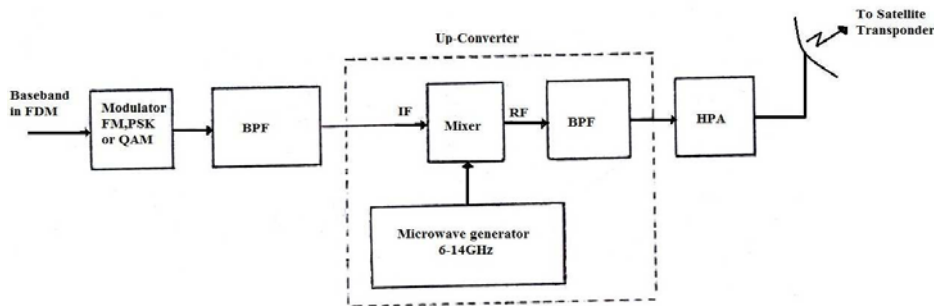 To Satellite
Transponder
Up-Converter
Baseband
in FDM
Modulator
FM,PSK
or QAM
BPF
IF
Mixer
RF
BPF
HPA
Microwave generator
6-14GHz